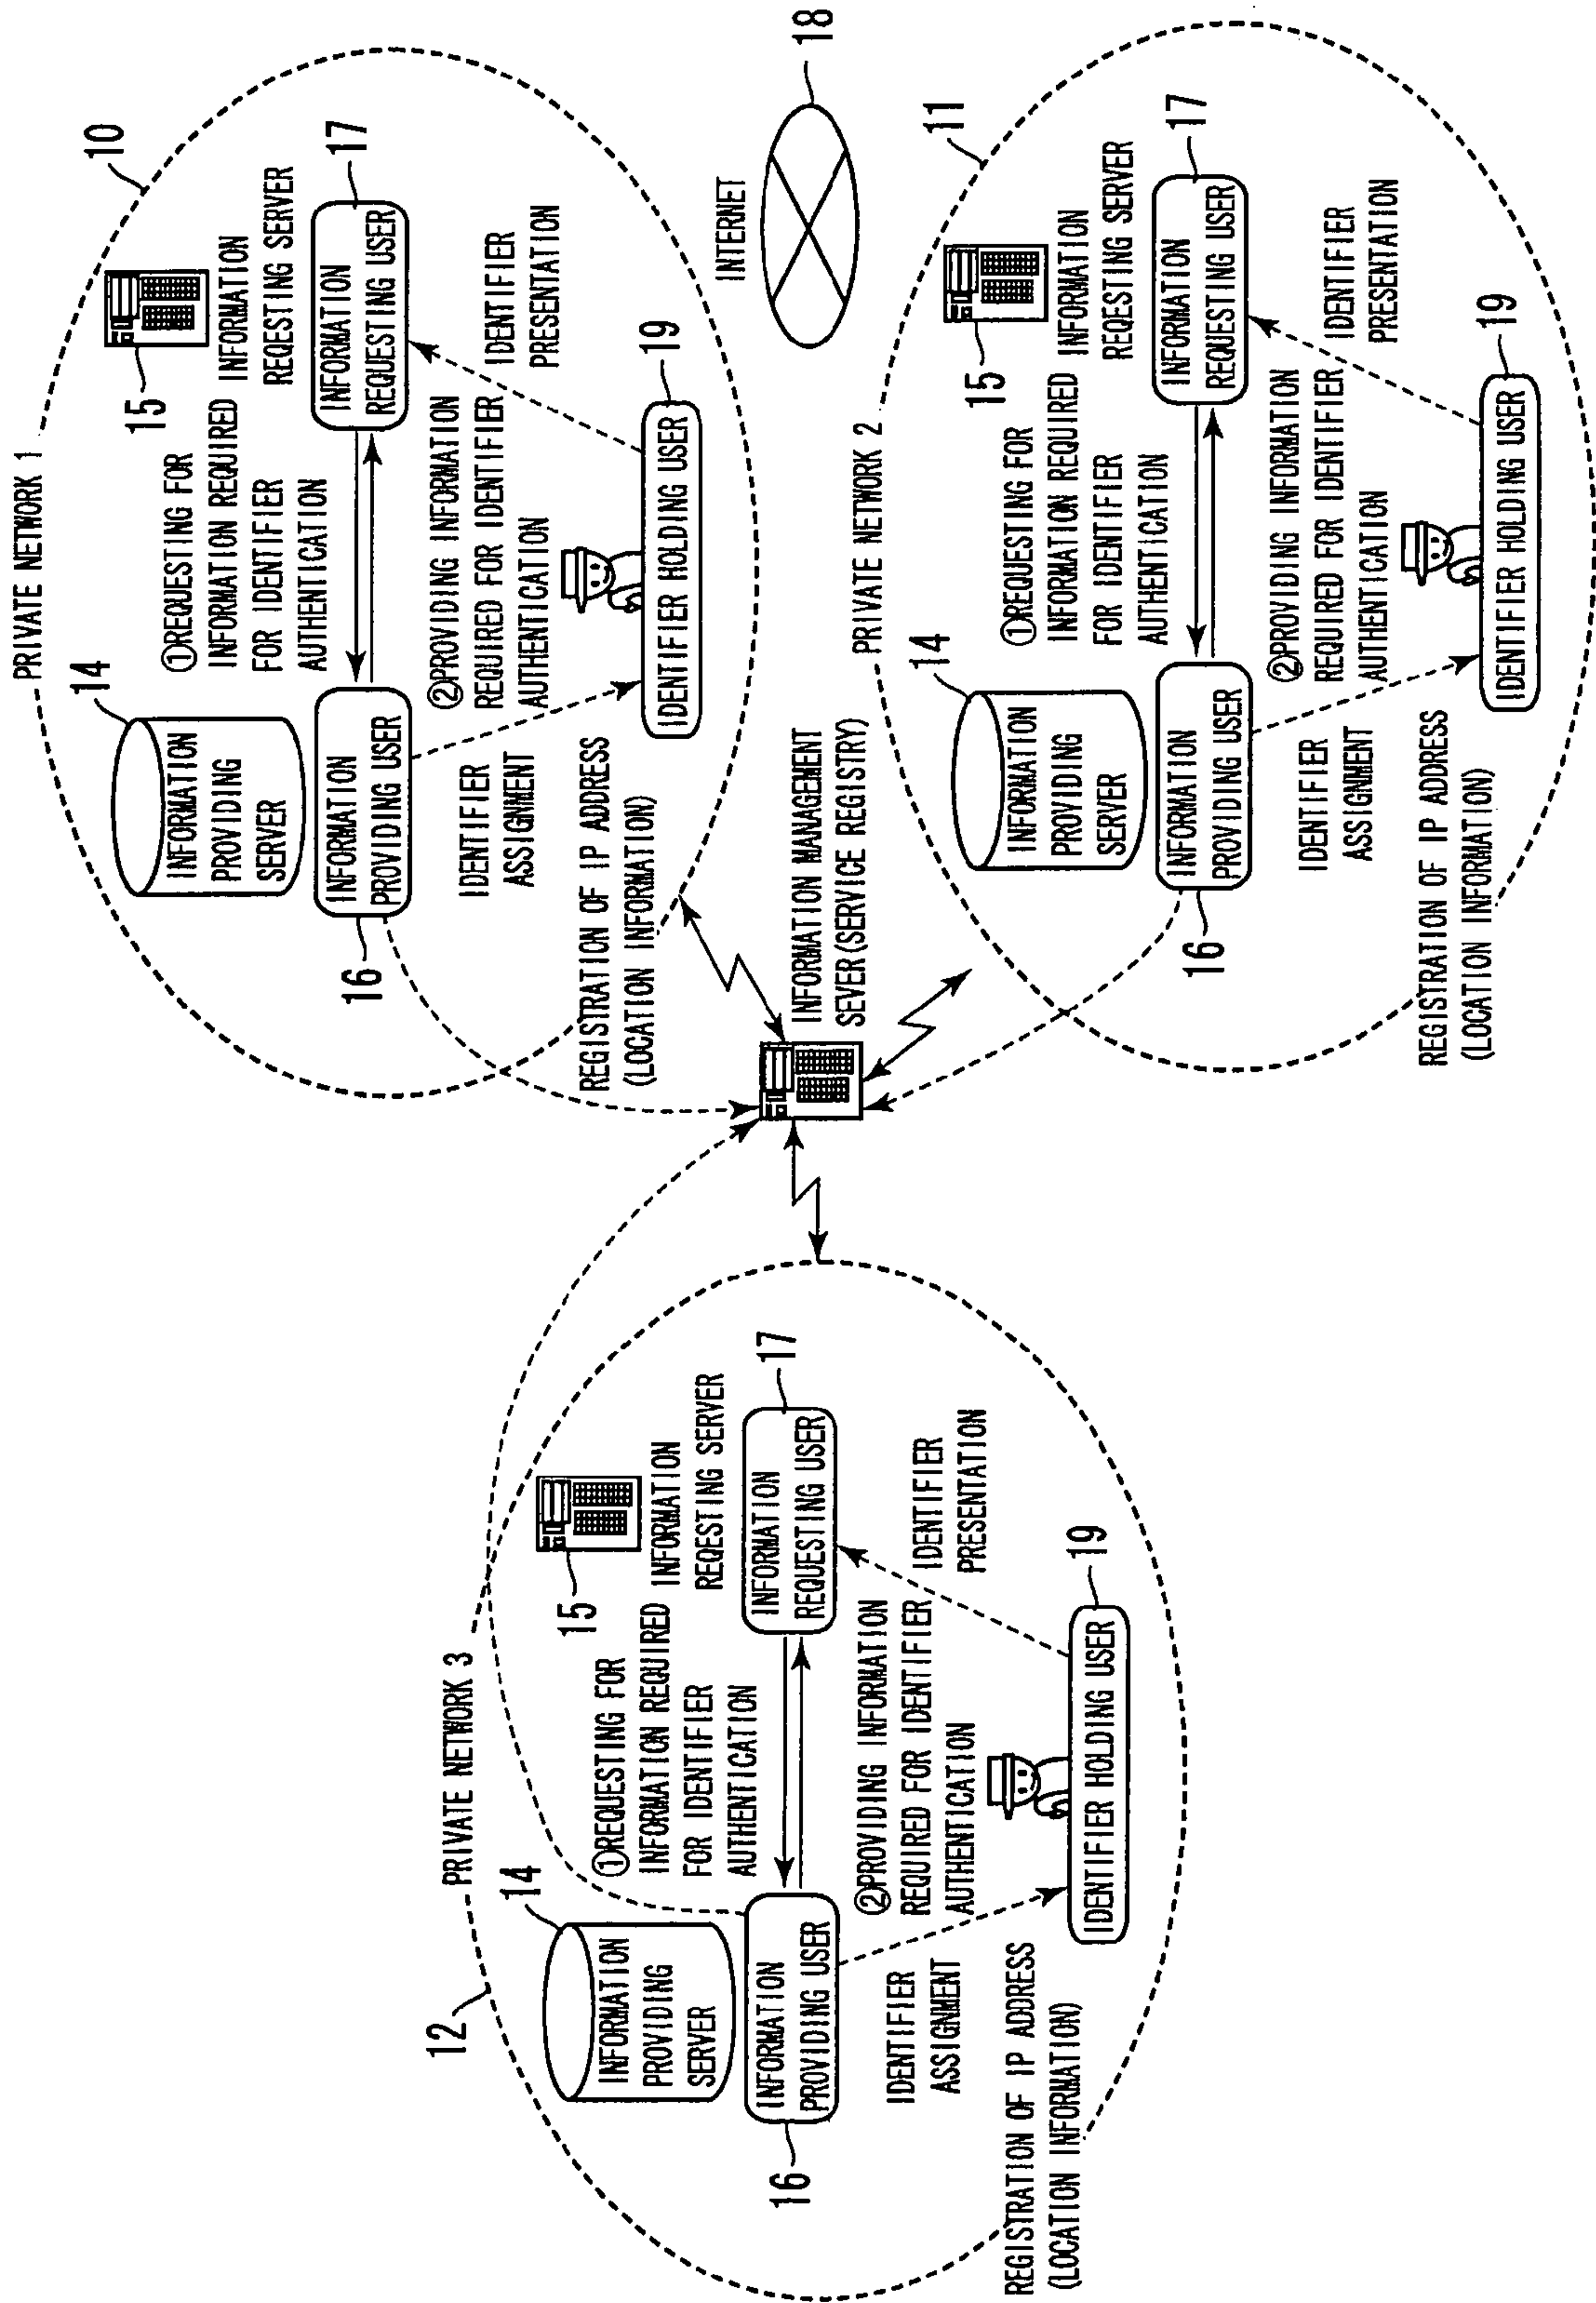 PRIVATE NETWORK 1
10
14
INFORMATION
PROVIDING
SERVER
15
INFORMATION
REQESTING SERVER
①REQUESTING FOR
INFORMATION REQUIRED
FOR IDENTIFIER
AUTHENTICATION
16
INFORMATION
PROVIDING USER
INFORMATION
REQUESTING USER
17
②PROVIDING INFORMATION
REQUIRED FOR IDENTIFIER
AUTHENTICATION
IDENTIFIER
ASSIGNMENT
IDENTIFIER
PRESENTATION
IDENTIFIER HOLDING USER
19
REGISTRATION OF IP ADDRESS
(LOCATION INFORMATION)
INTERNET
18
INFORMATION MANAGEMENT
SEVER(SERVICE REGISTRY)
PRIVATE NETWORK 3
12
14
INFORMATION
PROVIDING
SERVER
15
INFORMATION
REQESTING SERVER
①REQUESTING FOR
INFORMATION REQUIRED
FOR IDENTIFIER
AUTHENTICATION
16
INFORMATION
PROVIDING USER
INFORMATION
REQUESTING USER
17
②PROVIDING INFORMATION
REQUIRED FOR IDENTIFIER
AUTHENTICATION
IDENTIFIER
ASSIGNMENT
IDENTIFIER
PRESENTATION
IDENTIFIER HOLDING USER
19
REGISTRATION OF IP ADDRESS
(LOCATION INFORMATION)
PRIVATE NETWORK 2
11
14
INFORMATION
PROVIDING
SERVER
15
INFORMATION
REQESTING SERVER
①REQUESTING FOR
INFORMATION REQUIRED
FOR IDENTIFIER
AUTHENTICATION
16
INFORMATION
PROVIDING USER
INFORMATION
REQUESTING USER
17
②PROVIDING INFORMATION
REQUIRED FOR IDENTIFIER
AUTHENTICATION
IDENTIFIER
ASSIGNMENT
IDENTIFIER
PRESENTATION
IDENTIFIER HOLDING USER
19
REGISTRATION OF IP ADDRESS
(LOCATION INFORMATION)